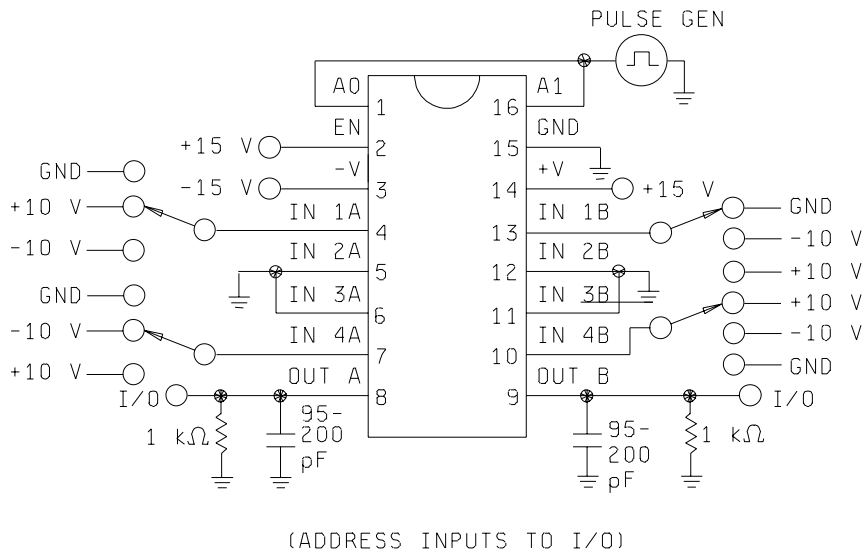 PULSE GEN
A0
A1
1
16
EN
GND
+15 V
2
15
-V
+V
GND
-15 V
3
14
+15 V
+10 V
IN 1A
IN 1B
GND
4
13
-10 V
IN 2A
IN 2B
-10 V
5
12
+10 V
GND
IN 3A
IN 3B
+10 V
6
11
-10 V
IN 4A
IN 4B
-10 V
7
10
+10 V
OUT A
OUT B
GND
I/O
8
9
I/O
1 kΩ
95-
200
pF
95-
200
pF
1 kΩ
(ADDRESS INPUTS TO I/O)